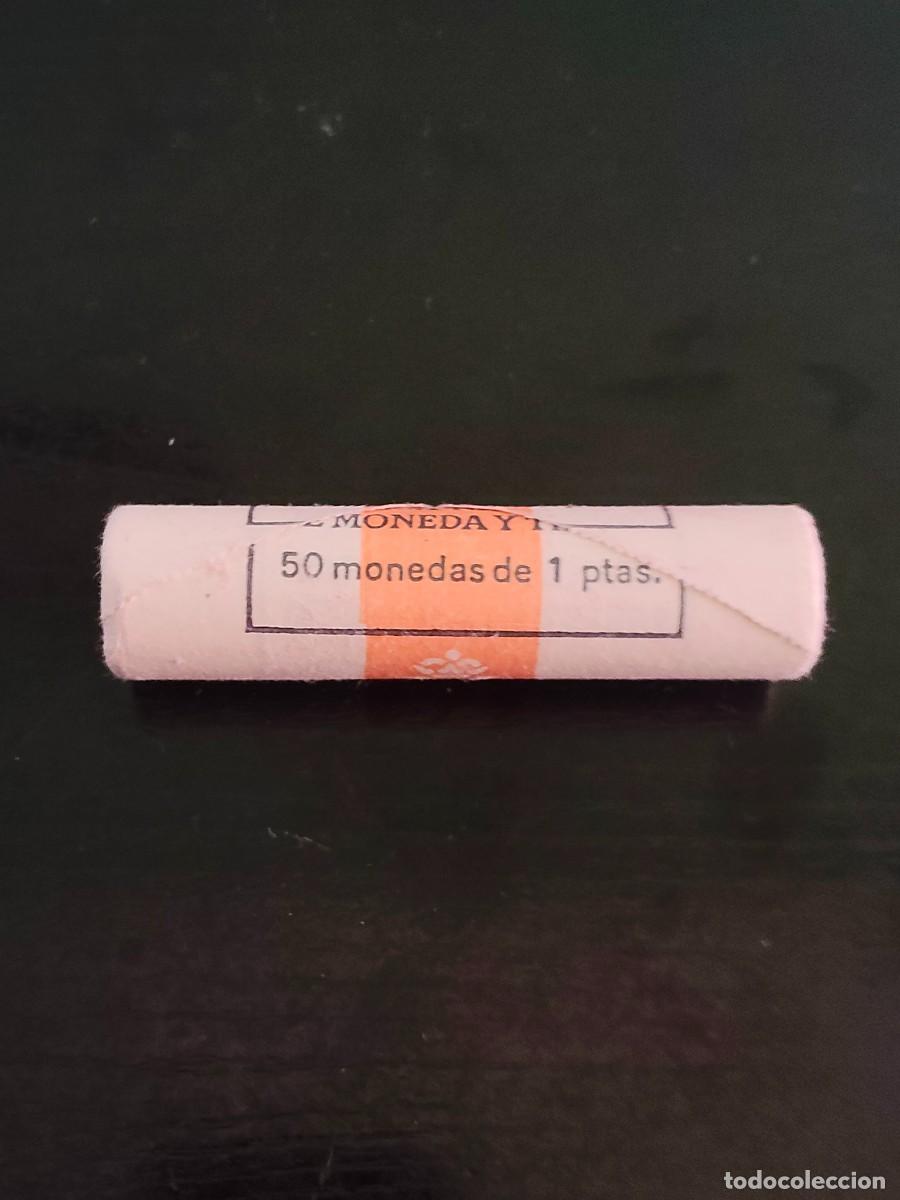 MONEDA Y
50 monedas de 1 ptas.
todocoleccion